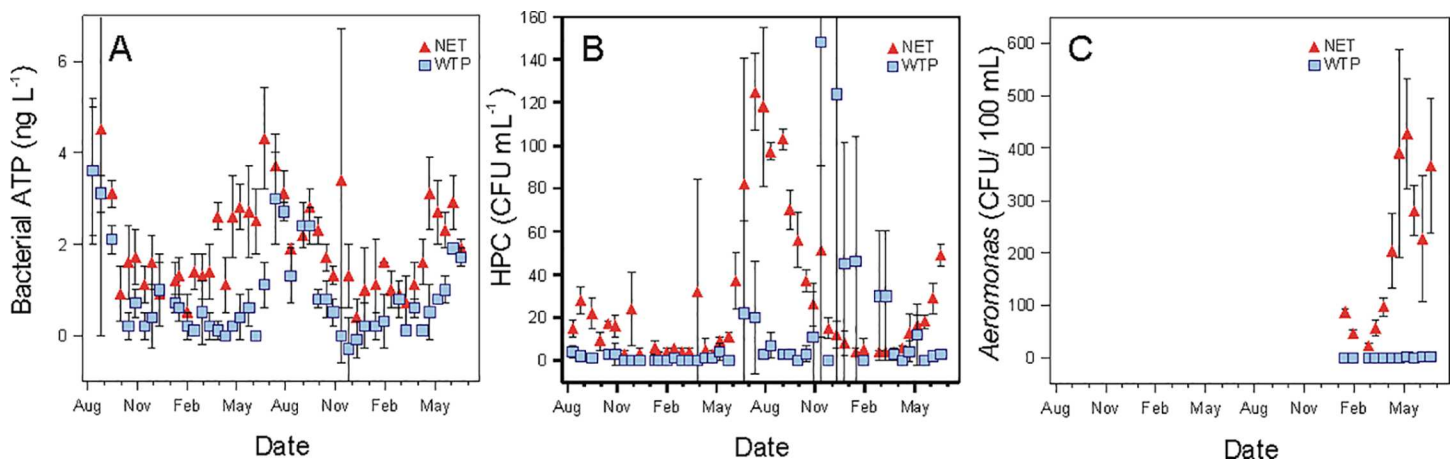 A
NET
WTP
6
4
2
0
Bacterial ATP (ng L-1)
Aug Nov Feb May Aug Nov Feb May
Date
B
NET
WTP
160
140
120
100
80
60
40
20
0
HPC (CFU mL-1)
Aug Nov Feb May Aug Nov Feb May
Date
C
NET
WTP
600
500
400
300
200
100
0
Aeromonas (CFU/ 100 mL)
Aug Nov Feb May Aug Nov Feb May
Date